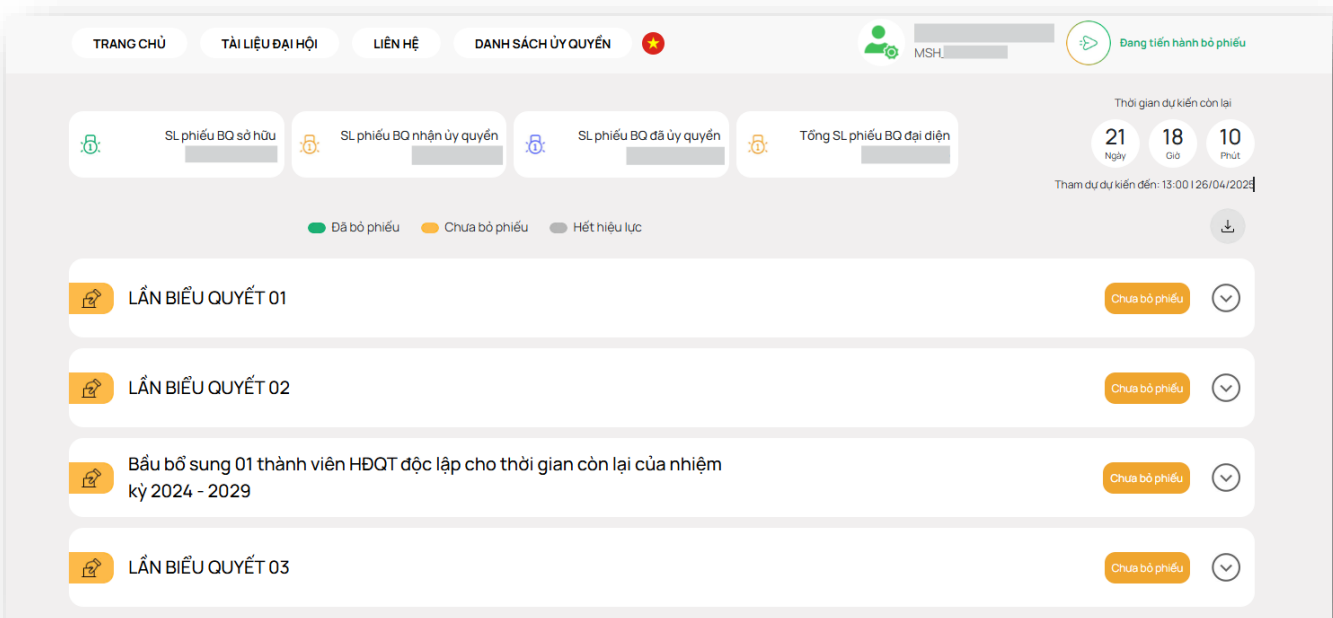 TRANG CHỦ
TÀI LIỆU ĐẠI HỘI
LIÊN HỆ
DANH SÁCH ỦY QUYỀN
MSH_
Đang tiến hành bỏ phiếu
SL phiếu BQ sở hữu
SL phiếu BQ nhận ủy quyền
SL phiếu BQ đã ủy quyền
Tổng SL phiếu BQ đại diện
Thời gian dự kiến còn lại
21 18 10
Ngày Giờ Phút
Tham dự dự kiến đến: 13:00 | 26/04/2025
Đã bỏ phiếu
Chưa bỏ phiếu
Hết hiệu lực
LẦN BIỂU QUYẾT 01
Chưa bỏ phiếu
LẦN BIỂU QUYẾT 02
Chưa bỏ phiếu
Bầu bổ sung 01 thành viên HĐQT độc lập cho thời gian còn lại của nhiệm
kỳ 2024 - 2029
Chưa bỏ phiếu
LẦN BIỂU QUYẾT 03
Chưa bỏ phiếu